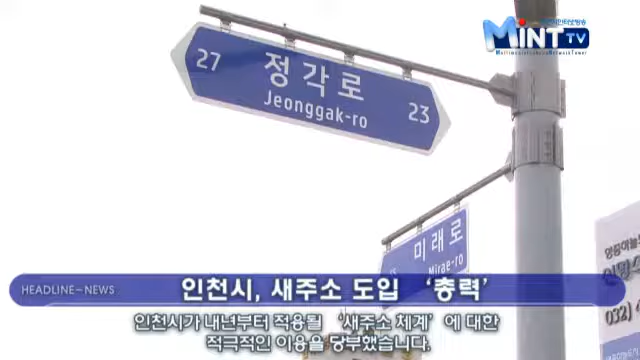 MINT TV
27 정각로 23
Jeonggak-ro
미래로
Mirae-ro
032)
HEADLINE-NEWS
인천시, 새주소 도입 ‘총력’
인천시가 내년부터 적용될 ‘새주소 체계’에 대한
적극적인 이용을 당부했습니다.